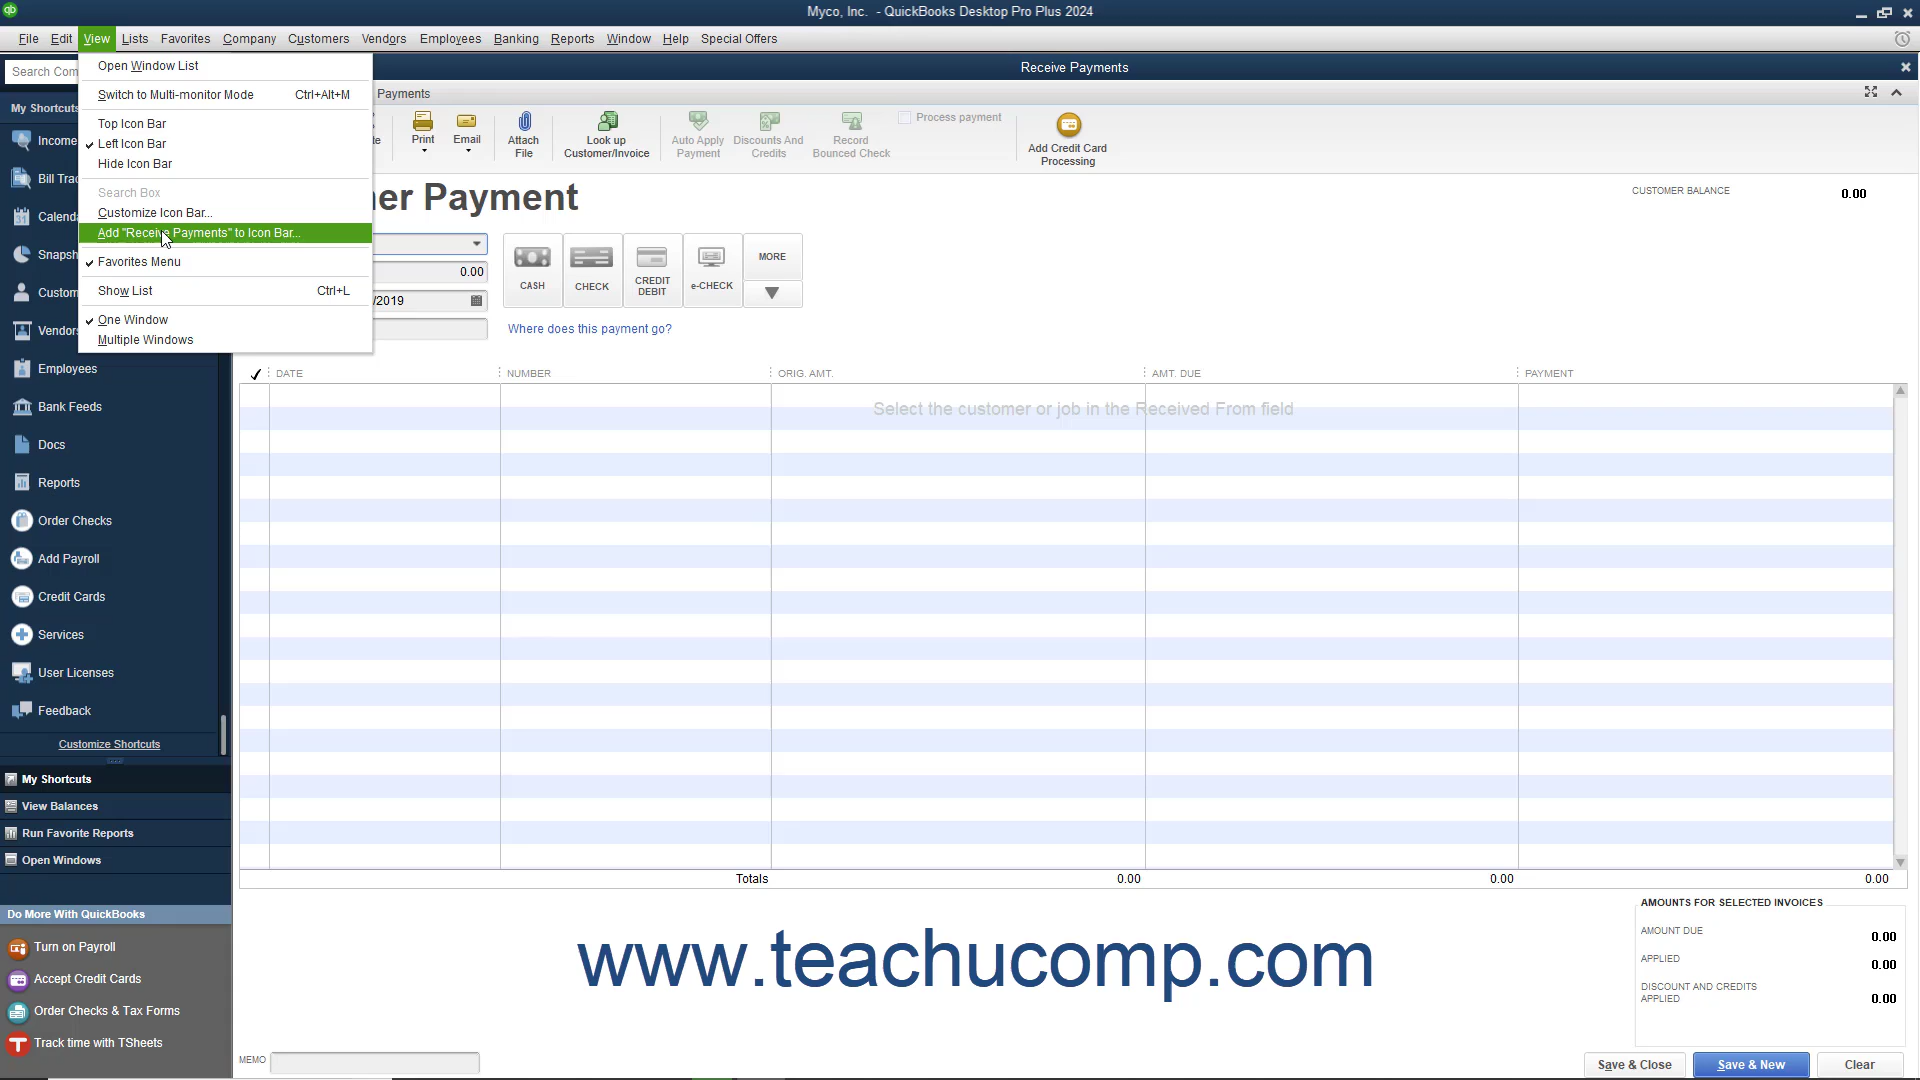 Myco, Inc. - QuickBooks Desktop Pro Plus 2024
File Edit View Lists Favorites Company Customers Vendors Employees Banking Reports Window Help Special Offers
Search Com
Receive Payments
Open Window List
Switch to Multi-monitor Mode Ctrl+Alt+M
Top Icon Bar
Left Icon Bar
Hide Icon Bar
Search Box
Customize Icon Bar...
Add "Receive Payments" to Icon Bar...
Favorites Menu
Show List Ctrl+L
One Window
Multiple Windows
Payments
te
Print
Email
Attach File
Look up Customer/Invoice
Auto Apply Payment
Discounts And Credits
Record Bounced Check
Process payment
Add Credit Card Processing
er Payment
CUSTOMER BALANCE 0.00
0.00
/2019
CASH
CHECK
CREDIT DEBIT
e-CHECK
MORE
Where does this payment go?
My Shortcuts
Income
Bill Trac
Calenda
Snapsh
Custom
Vendors
Employees
Bank Feeds
Docs
Reports
Order Checks
Add Payroll
Credit Cards
Services
User Licenses
Feedback
Customize Shortcuts
My Shortcuts
View Balances
Run Favorite Reports
Open Windows
Do More With QuickBooks
Turn on Payroll
Accept Credit Cards
Order Checks & Tax Forms
Track time with TSheets
DATE NUMBER ORIG. AMT. AMT. DUE PAYMENT
Select the customer or job in the Received From field
Totals 0.00 0.00 0.00
www.teachucomp.com
AMOUNTS FOR SELECTED INVOICES
AMOUNT DUE 0.00
APPLIED 0.00
DISCOUNT AND CREDITS
APPLIED 0.00
MEMO
Save & Close Save & New Clear